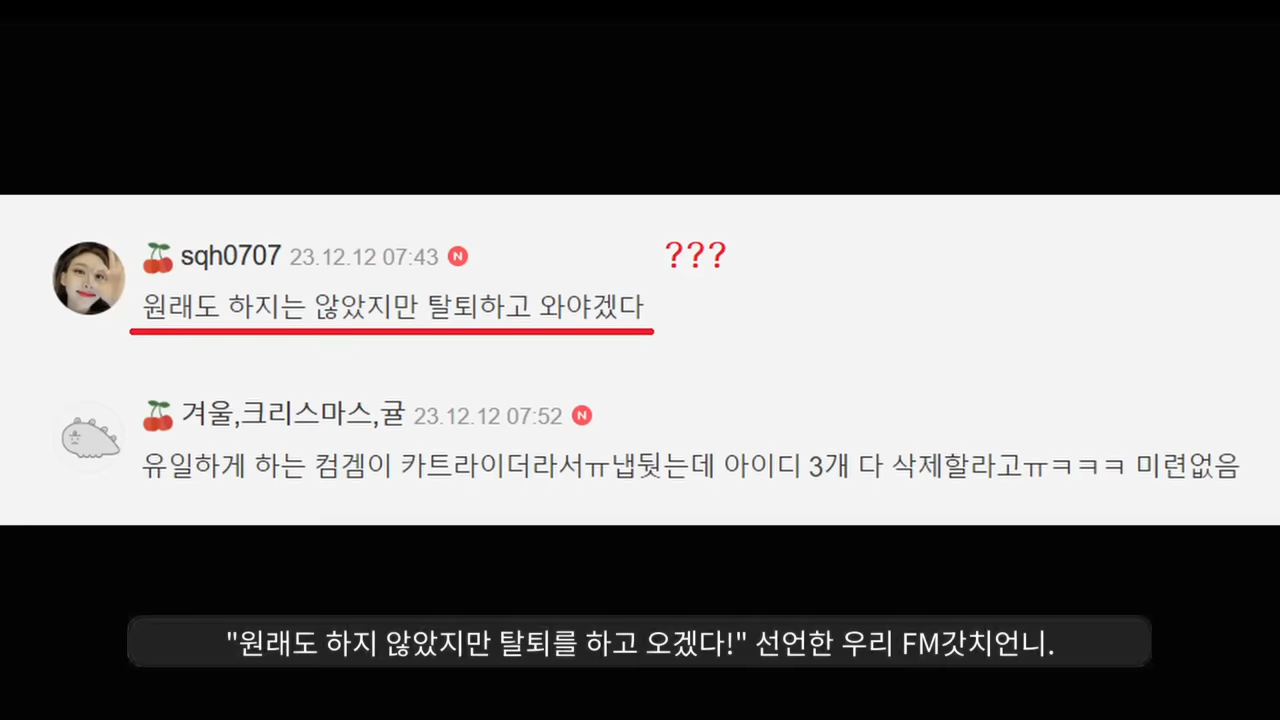 sqh0707 23.12.12 07:43 N ???
원래도 하지는 않았지만 탈퇴하고 와야겠다
겨울,크리스마스,귤 23.12.12 07:52 N
유일하게 하는 컴겜이 카트라이더라서ㅠ냅뒀는데 아이디 3개 다 삭제할라고ㅠㅋㅋㅋ 미련없음
"원래도 하지 않았지만 탈퇴를 하고 오겠다!" 선언한 우리 FM갓치언니.